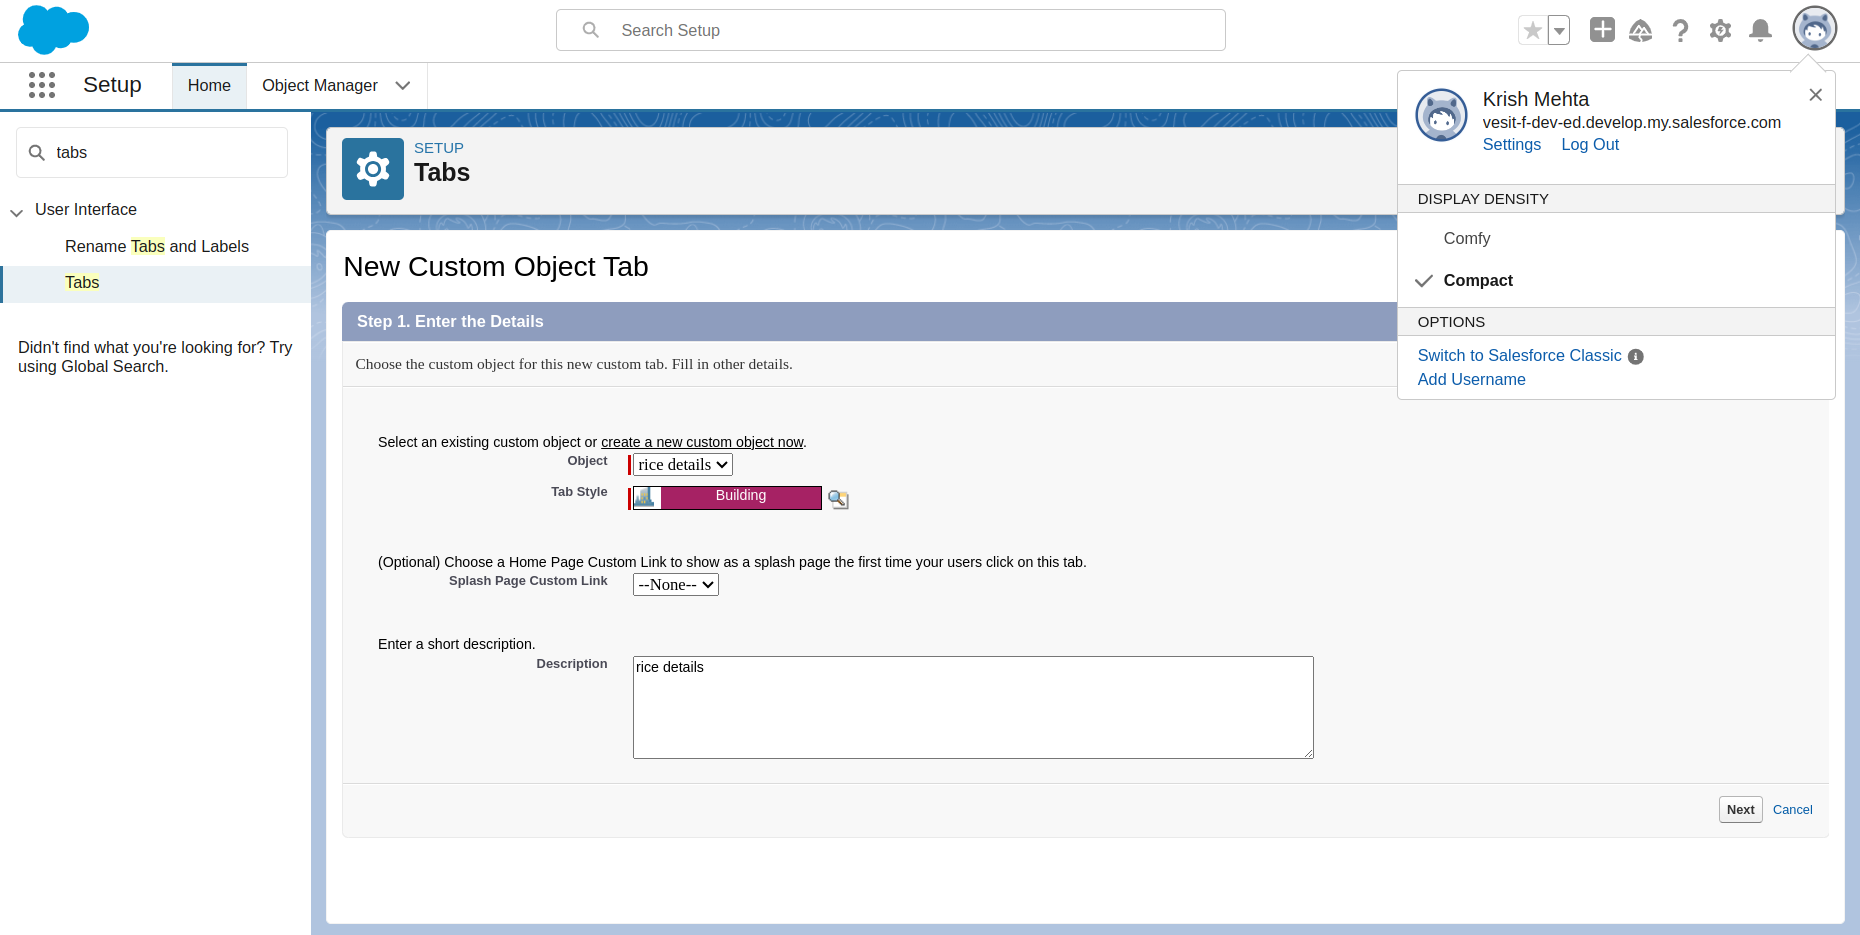 Search Setup
Setup
Home
Object Manager
tabs
User Interface
Rename Tabs and Labels
Tabs
Didn't find what you're looking for? Try
using Global Search.
SETUP
Tabs
New Custom Object Tab
Step 1. Enter the Details
Choose the custom object for this new custom tab. Fill in other details.
Select an existing custom object or create a new custom object now.
Object
rice details
Tab Style
Building
(Optional) Choose a Home Page Custom Link to show as a splash page the first time your users click on this tab.
Splash Page Custom Link
--None--
Enter a short description.
Description
rice details
Next
Cancel
Krish Mehta
vesit-f-dev-ed.develop.my.salesforce.com
Settings
Log Out
DISPLAY DENSITY
Comfy
Compact
OPTIONS
Switch to Salesforce Classic
Add Username